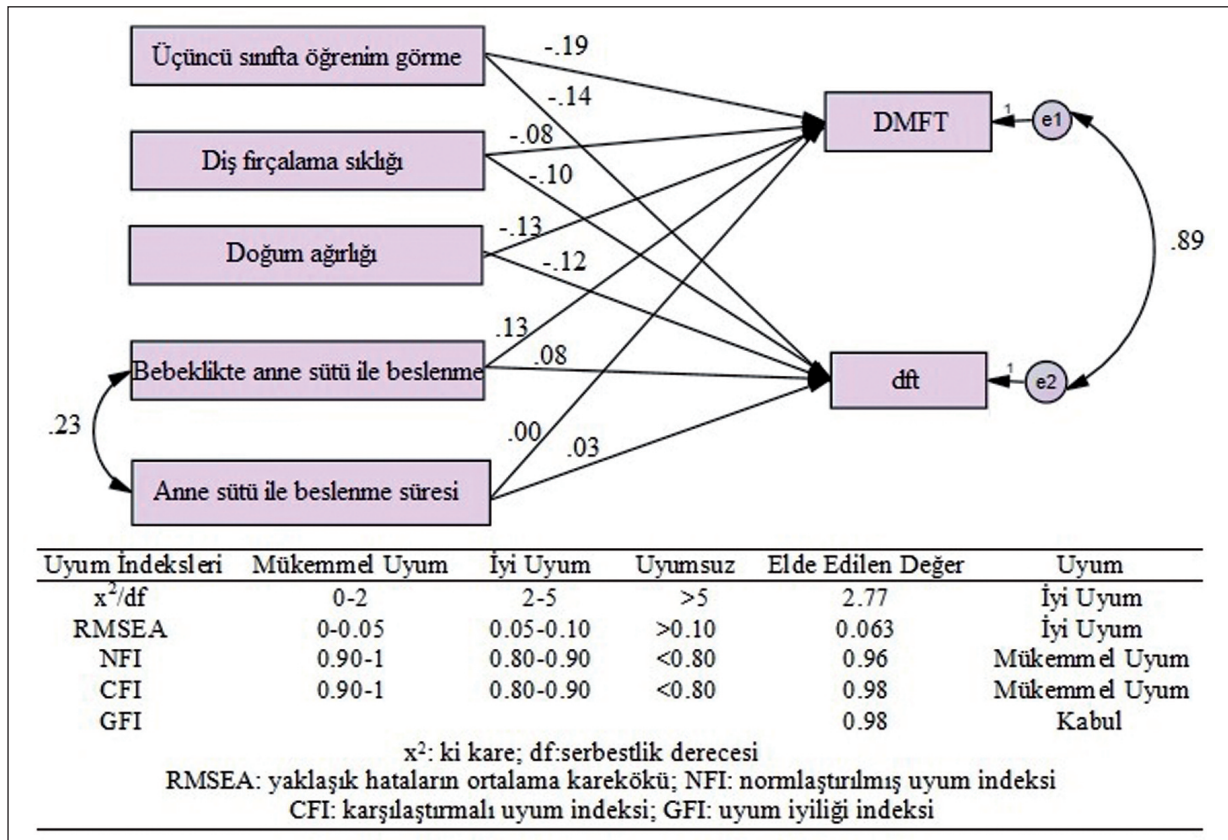 Üçüncü sınıfta öğrenim görme
-.19
-.14
DMFT
1
e1
Diş fırçalama sıklığı
-.08
-.10
Doğum ağırlığı
-.13
-.12
.89
Bebeklikte anne sütü ile beslenme
.13
.08
dft
1
e2
.23
Anne sütü ile beslenme süresi
.00
.03
Uyum İndeksleri Mükemmel Uyum İyi Uyum Uyumsuz Elde Edilen Değer Uyum
x²/df 0-2 2-5 >5 2.77 İyi Uyum
RMSEA 0-0.05 0.05-0.10 >0.10 0.063 İyi Uyum
NFI 0.90-1 0.80-0.90 <0.80 0.96 Mükemmel Uyum
CFI 0.90-1 0.80-0.90 <0.80 0.98 Mükemmel Uyum
GFI 0.98 Kabul
x²: ki kare; df:serbestlik derecesi
RMSEA: yaklaşık hataların ortalama karekökü; NFI: normlaştırılmış uyum indeksi
CFI: karşılaştırmalı uyum indeksi; GFI: uyum iyiliği indeksi